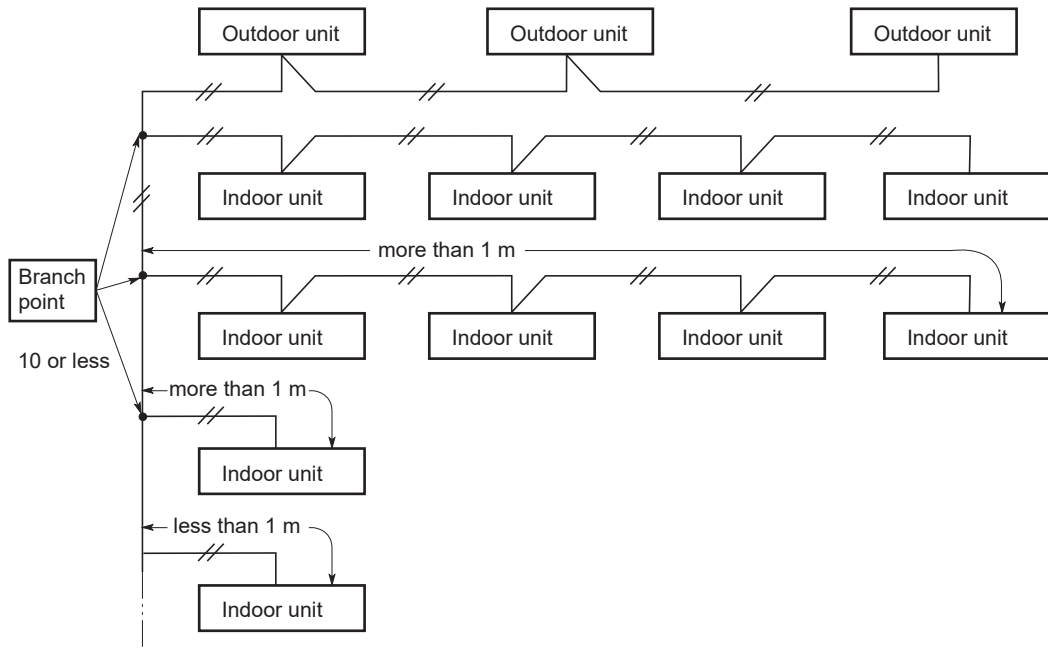 Outdoor unit Outdoor unit Outdoor unit
Indoor unit Indoor unit Indoor unit Indoor unit
more than 1 m
Branch
point
Indoor unit Indoor unit Indoor unit Indoor unit
10 or less
more than 1 m
Indoor unit
less than 1 m
Indoor unit